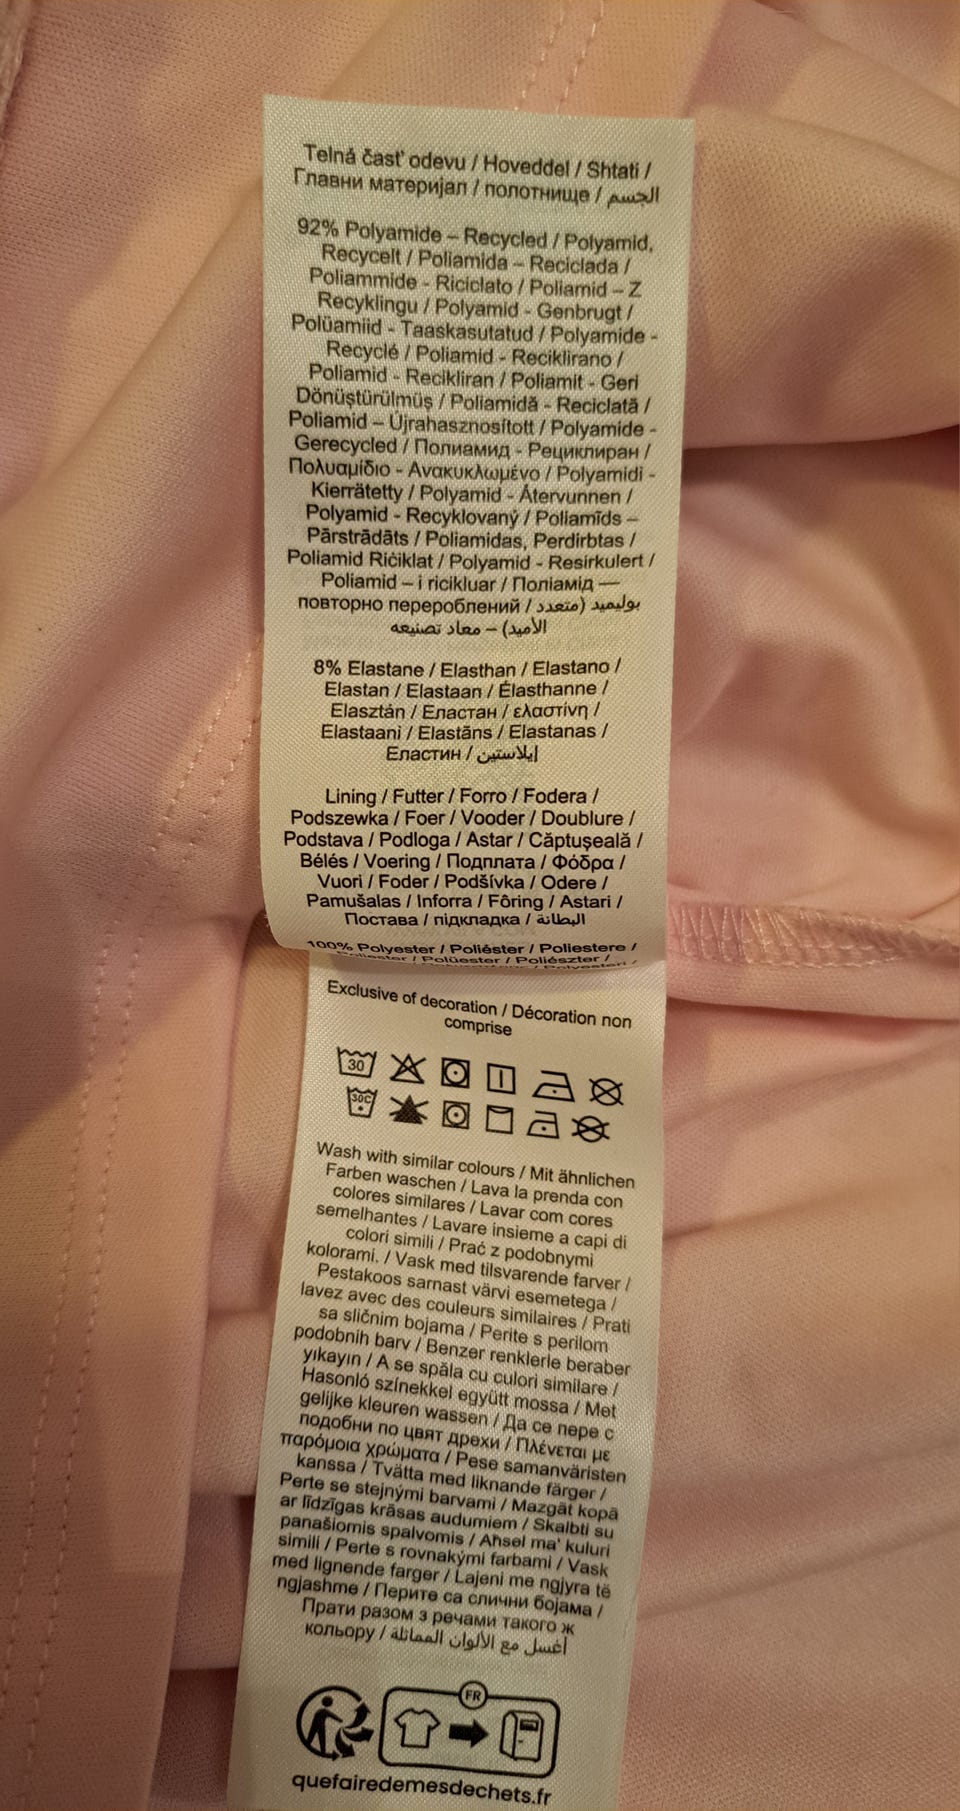 Telná časť odevu / Hoveddel / Shtati /
Главни материјал / полотнище / الجسم
92% Polyamide – Recycled / Polyamid,
Recycelt / Poliamida – Reciclada /
Poliammide - Riciclato / Poliamid – Z
Recyklingu / Polyamid - Genbrugt /
Polüamiid - Taaskasutatud / Polyamide -
Recyclé / Poliamid - Reciklirano /
Poliamid - Recikliran / Poliamit - Geri
Dönüştürülmüş / Poliamidă - Reciclată /
Poliamid – Újrahasznosított / Polyamide -
Gerecycled / Полиамид - Рециклиран /
Πολυαμίδιο - Ανακυκλωμένο / Polyamidi -
Kierrätetty / Polyamid - Återvunnen /
Polyamid - Recyklovaný / Poliamīds –
Pārstrādāts / Poliamidas, Perdirbtas /
Poliamid Riċiklat / Polyamid - Resirkulert /
Poliamid – i ricikluar / Поліамід —
повторно перероблений / بوليميد (متعدد
الأميد) – معاد تصنيعه
8% Elastane / Elasthan / Elastano /
Elastan / Elastaan / Élasthanne /
Elasztán / Еластан / ελαστίνη /
Elastaani / Elastāns / Elastanas /
Еластин / إيلاستين
Lining / Futter / Forro / Fodera /
Podszewka / Foer / Vooder / Doublure /
Podstava / Podloga / Astar / Căptușeală /
Bélés / Voering / Подплата / Φόδρα /
Vuori / Foder / Podšívka / Odere /
Pamušalas / Inforra / Fôring / Astari /
Постава / підкладка / البطانة
100% Polyester / Poliéster / Poliestere /
Poliester / Polüester / Poliészter /
Exclusive of decoration / Décoration non
comprise
30
30C
Wash with similar colours / Mit ähnlichen
Farben waschen / Lava la prenda con
colores similares / Lavar com cores
semelhantes / Lavare insieme a capi di
colori simili / Prać z podobnymi
kolorami. / Vask med tilsvarende farver /
Pestakoos sarnast värvi esemetega /
lavez avec des couleurs similaires / Prati
sa sličnim bojama / Perite s perilom
podobnih barv / Benzer renklerle beraber
yıkayın / A se spăla cu culori similare /
Hasonló színekkel együtt mossa / Met
gelijke kleuren wassen / Да се пере с
подобни по цвят дрехи / Πλένεται με
παρόμοια χρώματα / Pese samanväristen
kanssa / Tvätta med liknande färger /
Perte se stejnými barvami / Mazgāt kopā
ar līdzīgas krāsas audumiem / Skalbti su
panašiomis spalvomis / Aħsel ma' kuluri
simili / Perte s rovnakými farbami / Vask
med lignende farger / Lajeni me ngjyra të
ngjashme / Перите са слични бојама /
Прати разом з речами такого ж
кольору / أغسل مع الألوان المماثلة
FR
quefairedemesdechets.fr